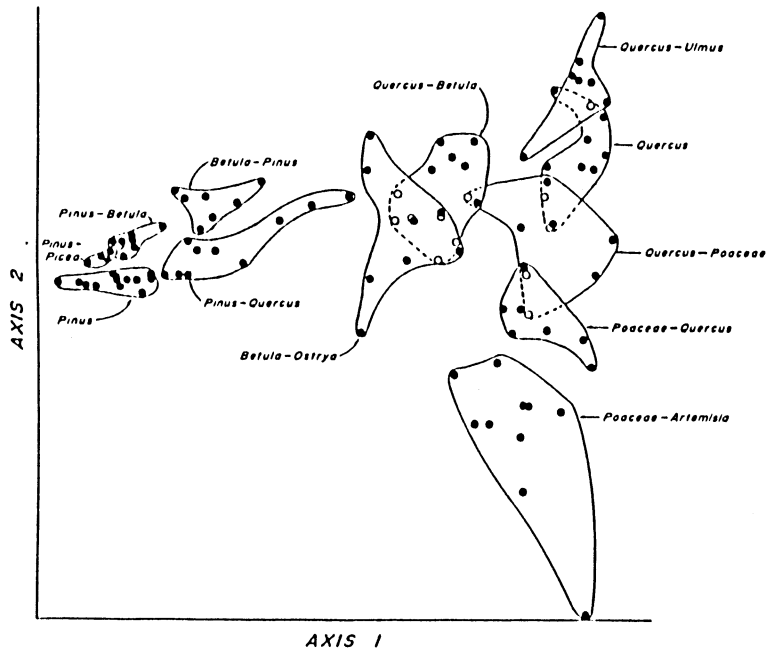 Quercus-Ulmus
Quercus-Betula
Quercus
Betula-Pinus
Pinus-Betula
Pinus-
Picea
Quercus-Poaceae
Pinus-Quercus
Pinus
Poaceae-Quercus
Betula-Ostrya
Poaceae-Artemisia
AXIS 2
AXIS I